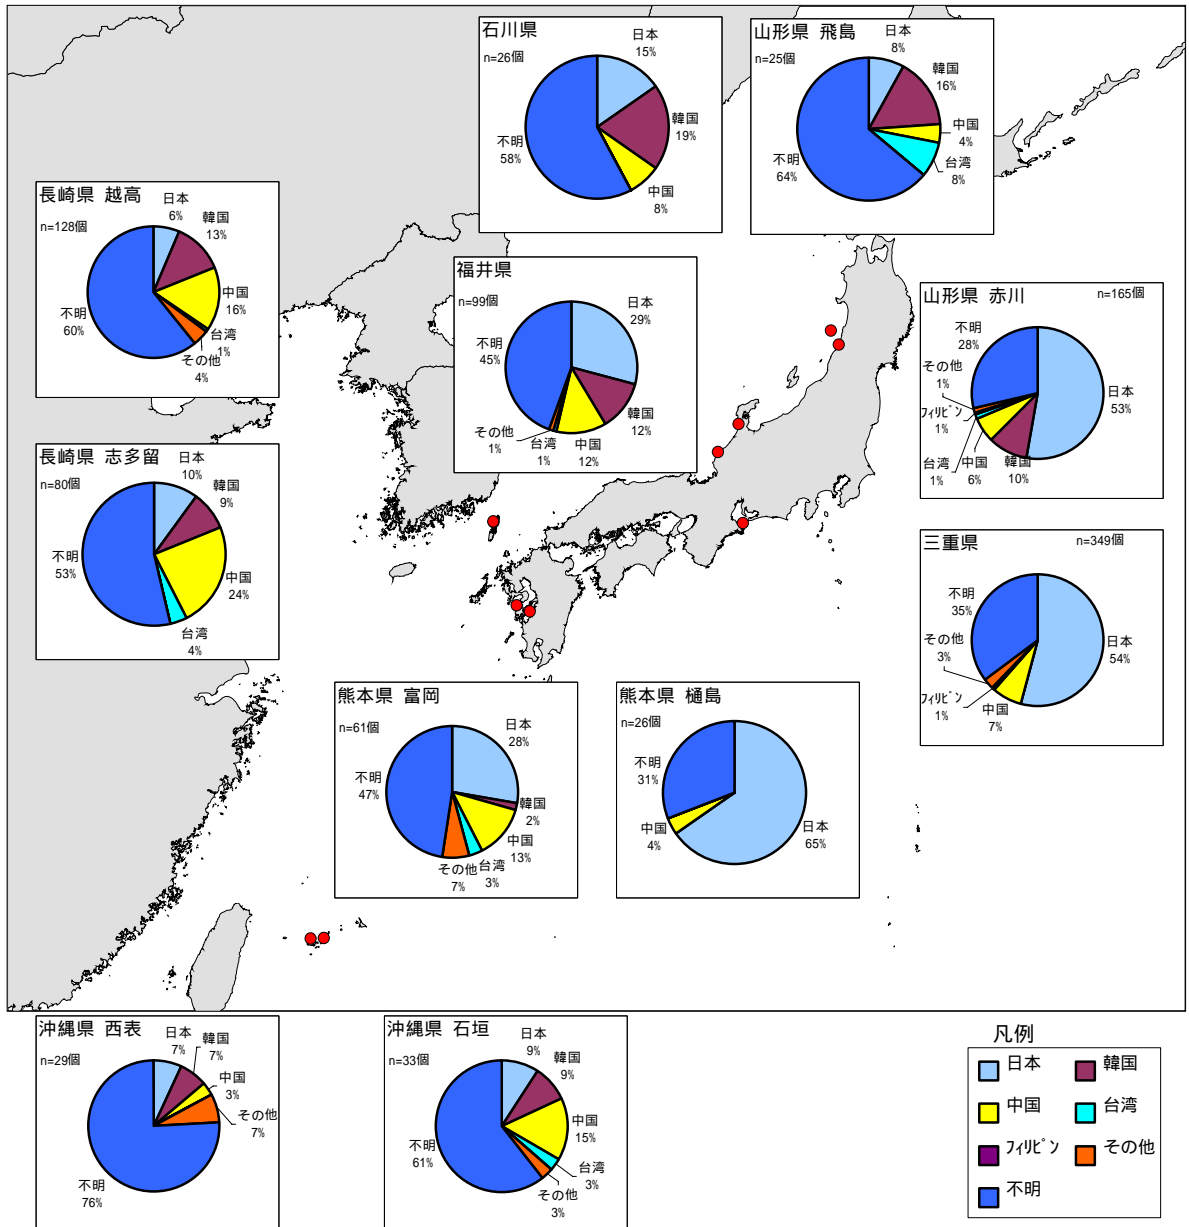 石川県
n=26個
日本
15%
韓国
19%
中国
8%
不明
58%
山形県 飛島
n=25個
日本
8%
韓国
16%
中国
4%
台湾
8%
不明
64%
長崎県 越高
n=128個
日本
6%
韓国
13%
中国
16%
台湾
1%
その他
4%
不明
60%
福井県
n=99個
日本
29%
韓国
12%
中国
12%
台湾
1%
その他
1%
不明
45%
山形県 赤川
n=165個
日本
53%
韓国
10%
中国
6%
台湾
1%
フィリピン
1%
その他
1%
不明
28%
長崎県 志多留
n=80個
日本
10%
韓国
9%
中国
24%
台湾
4%
不明
53%
三重県
n=349個
日本
54%
中国
7%
フィリピン
1%
その他
3%
不明
35%
熊本県 富岡
n=61個
日本
28%
韓国
2%
中国
13%
台湾
3%
その他
7%
不明
47%
熊本県 樋島
n=26個
日本
65%
中国
4%
不明
31%
沖縄県 西表
n=29個
日本
7%
韓国
7%
中国
3%
その他
7%
不明
76%
沖縄県 石垣
n=33個
日本
9%
韓国
9%
中国
15%
台湾
3%
その他
3%
不明
61%
凡例
日本
韓国
中国
台湾
フィリピン
その他
不明